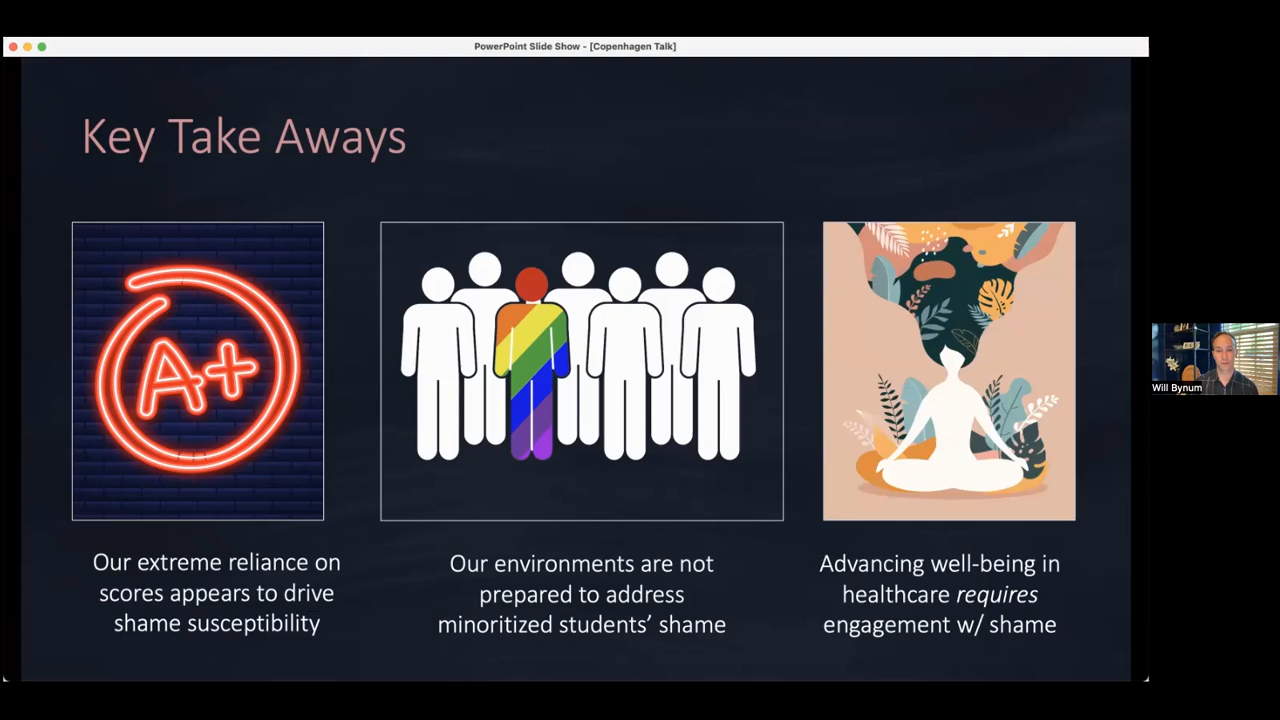 PowerPoint Slide Show - [Copenhagen Talk]
Key Take Aways
A+
Our extreme reliance on
scores appears to drive
shame susceptibility
Our environments are not
prepared to address
minoritized students’ shame
Advancing well-being in
healthcare requires
engagement w/ shame
Will Bynum